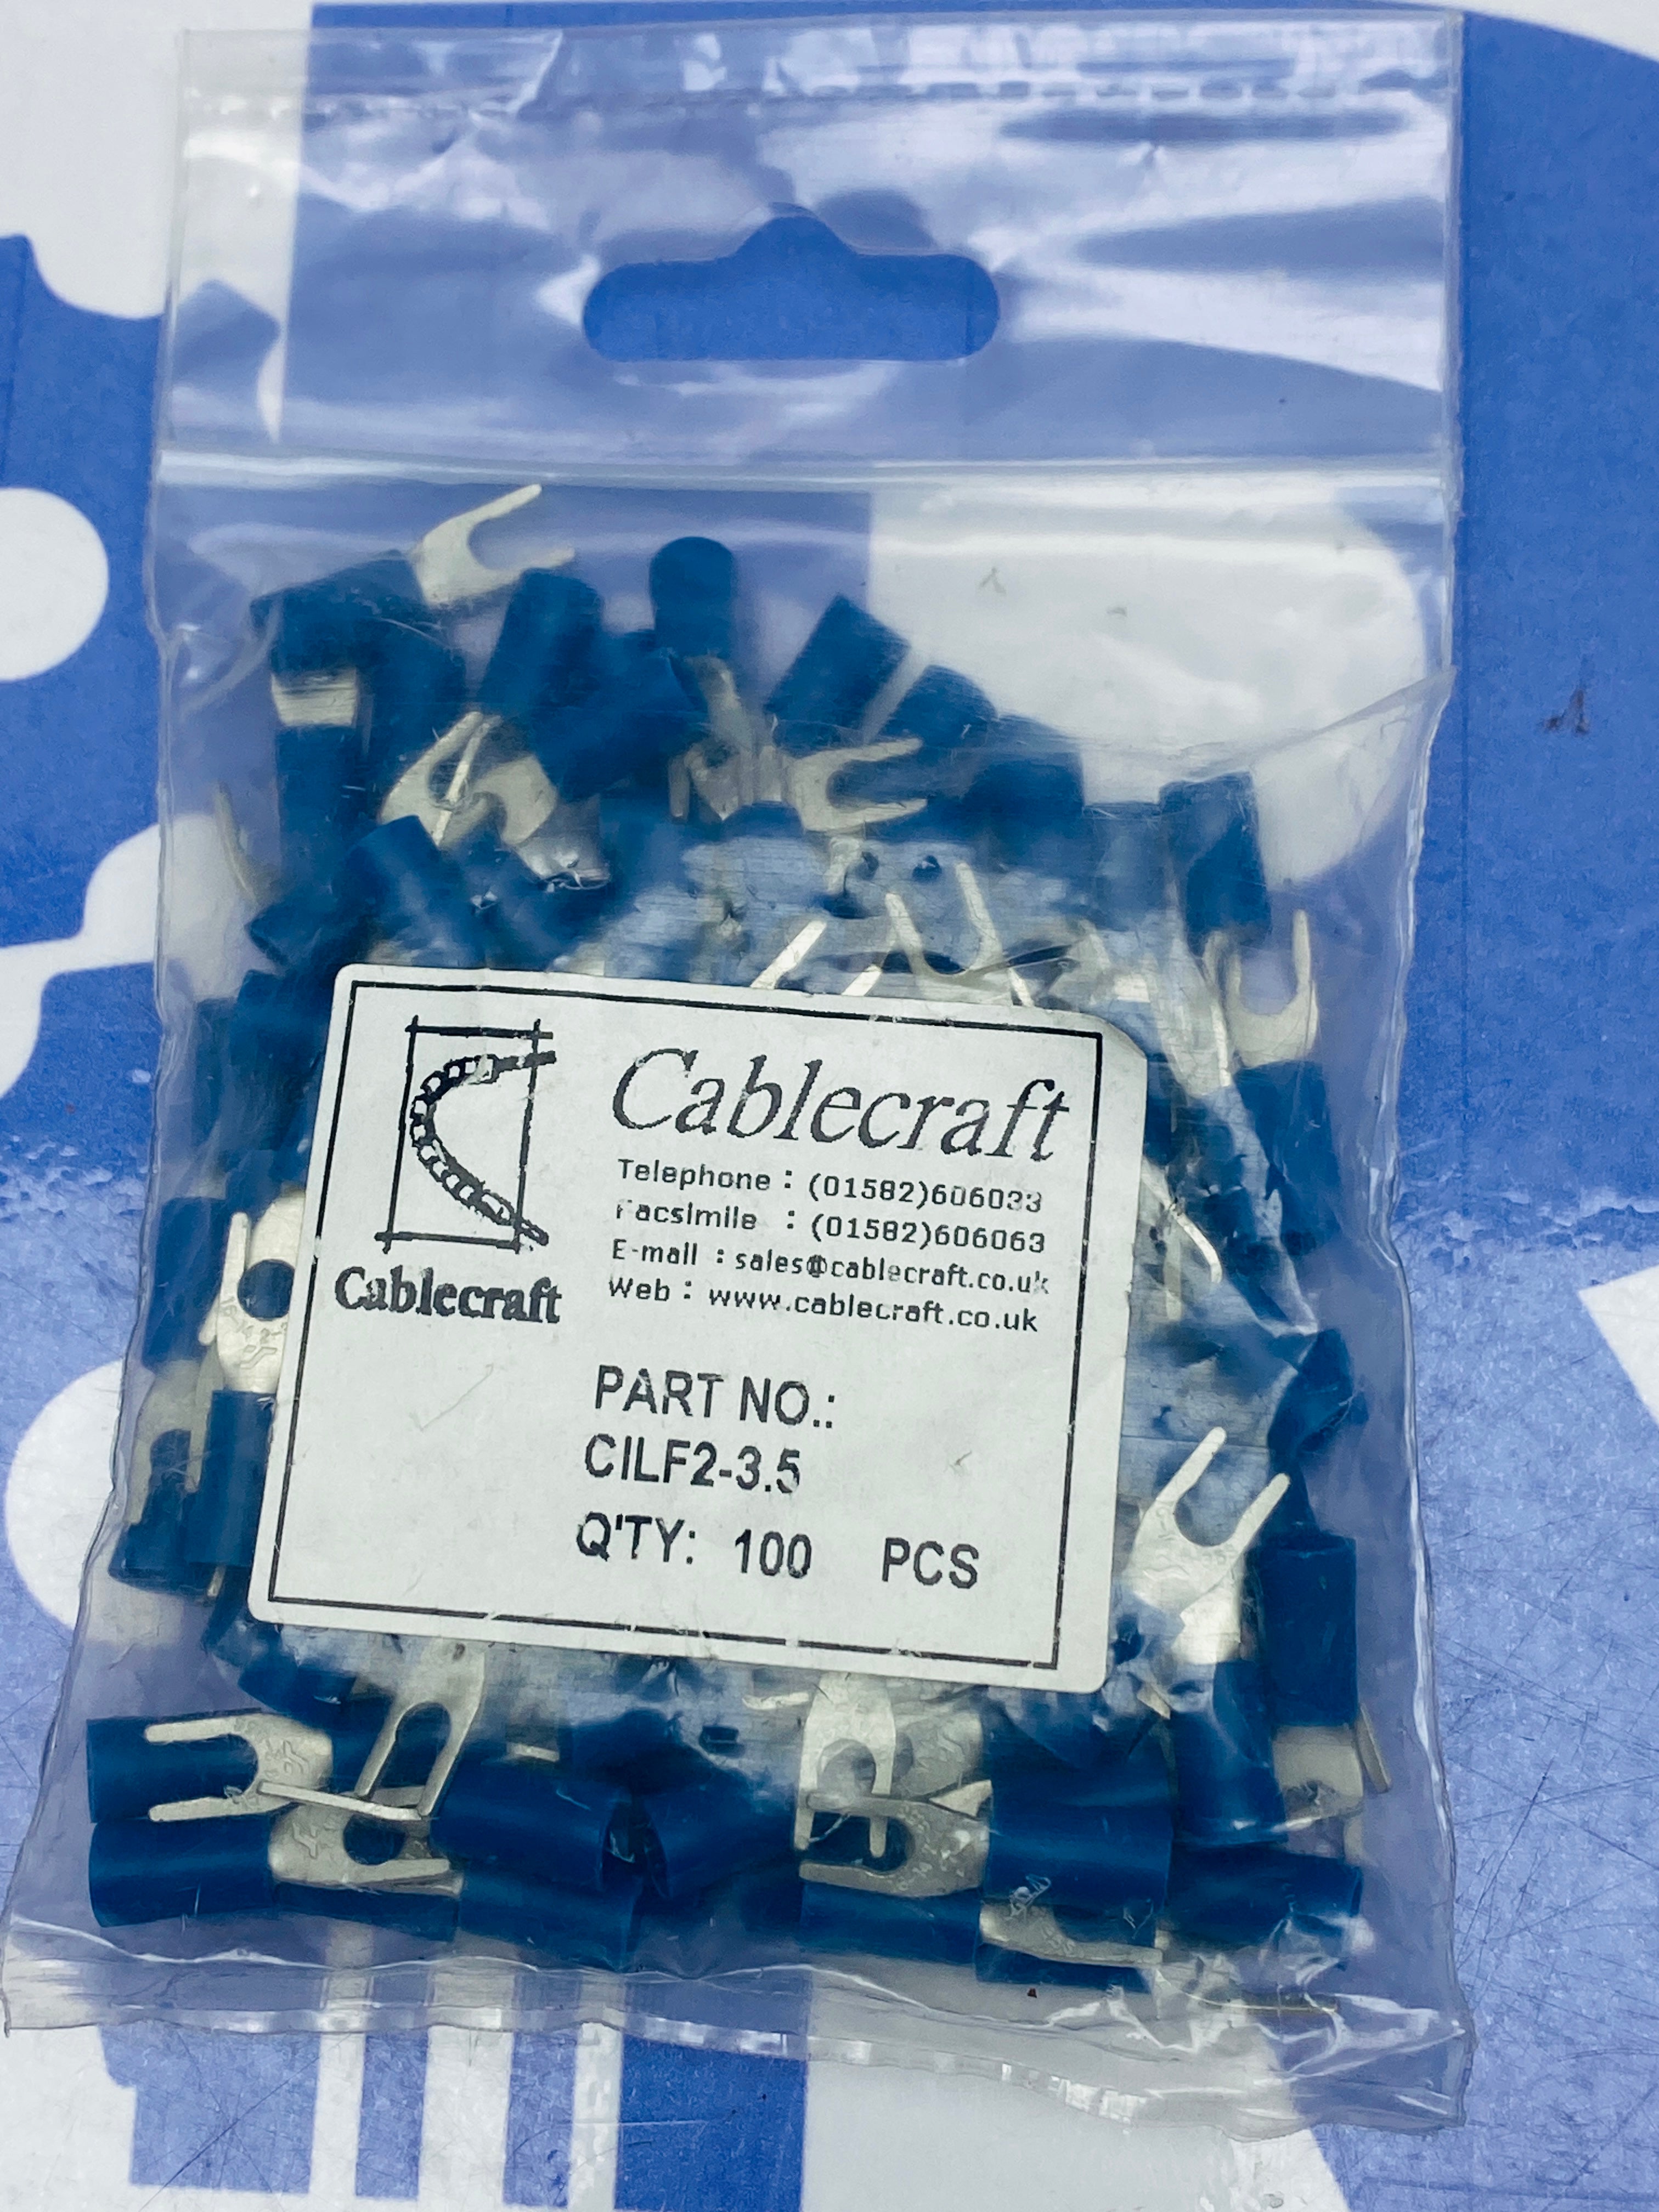 Cablecraft
Cablecraft
Telephone : (01582)606033
Facsimile : (01582)606063
E-mail : sales@cablecraft.co.uk
Web : www.cablecraft.co.uk
PART NO.:
CILF2-3.5
Q'TY: 100 PCS